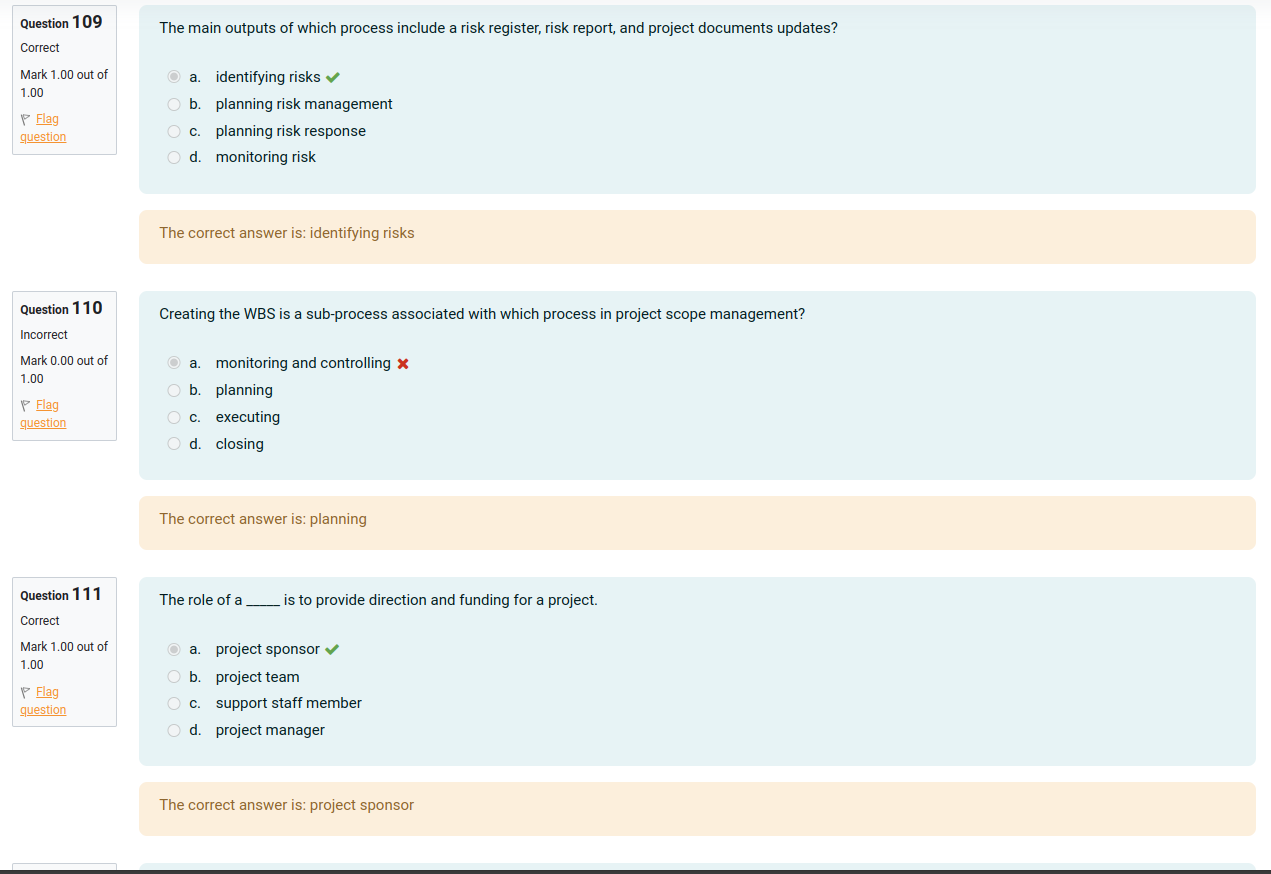 Question 109
Correct
Mark 1.00 out of
1.00
Flag
question
The main outputs of which process include a risk register, risk report, and project documents updates?
a. identifying risks
b. planning risk management
c. planning risk response
d. monitoring risk
The correct answer is: identifying risks
Question 110
Incorrect
Mark 0.00 out of
1.00
Flag
question
Creating the WBS is a sub-process associated with which process in project scope management?
a. monitoring and controlling
b. planning
c. executing
d. closing
The correct answer is: planning
Question 111
Correct
Mark 1.00 out of
1.00
Flag
question
The role of a _____ is to provide direction and funding for a project.
a. project sponsor
b. project team
c. support staff member
d. project manager
The correct answer is: project sponsor